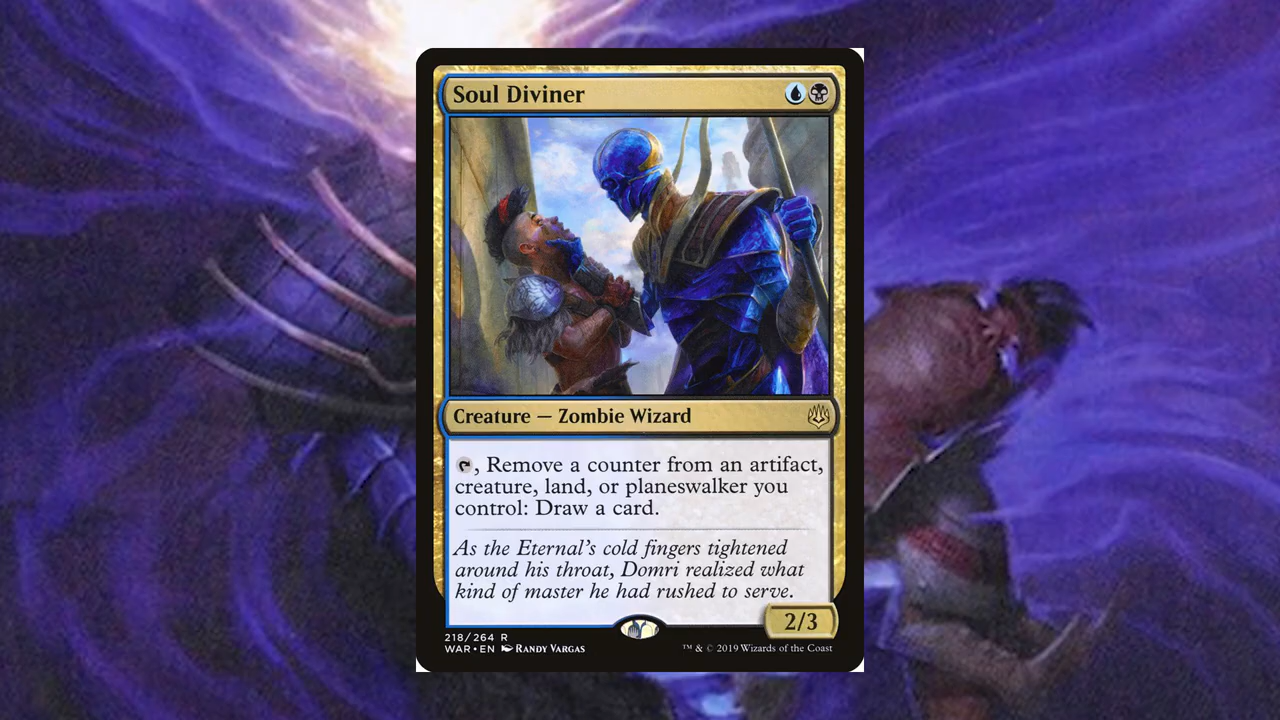 Soul Diviner
Creature — Zombie Wizard
, Remove a counter from an artifact,
creature, land, or planeswalker you
control: Draw a card.
As the Eternal's cold fingers tightened
around his throat, Domri realized what
kind of master he had rushed to serve.
2/3
218/264 R
WAR • EN Randy Vargas
™ & © 2019 Wizards of the Coast